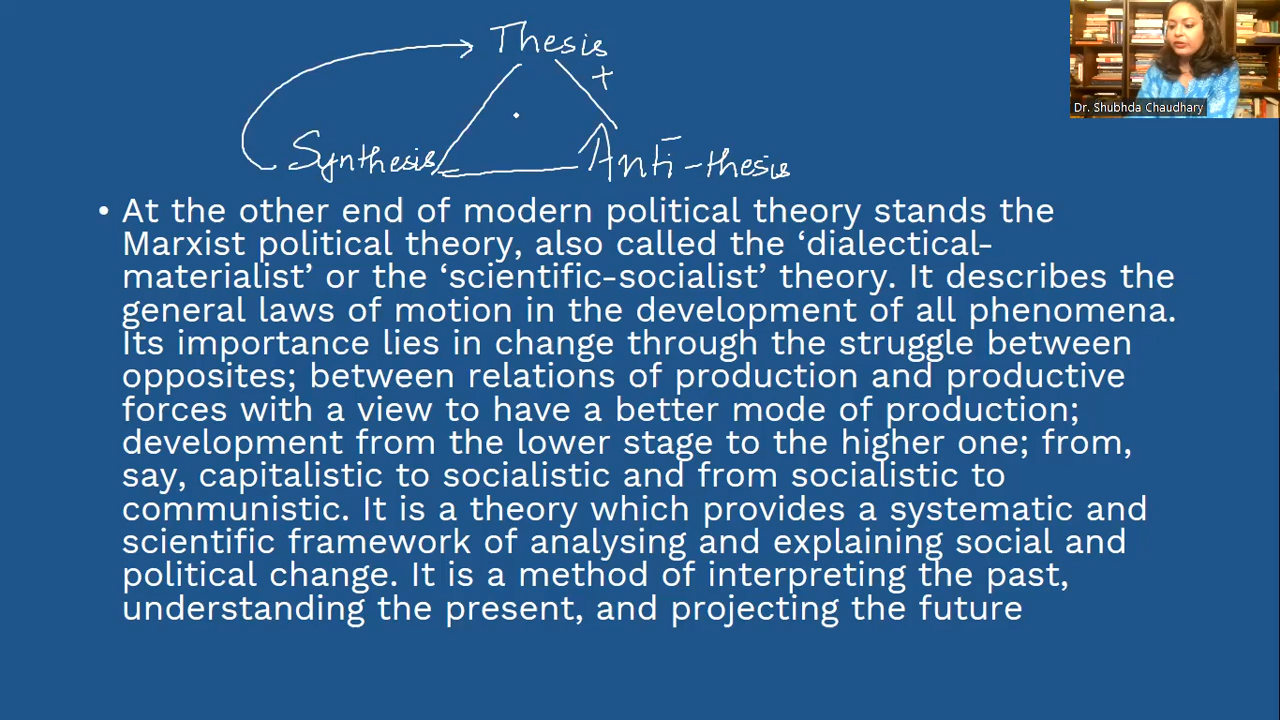 Thesis
+
Synthesis
Anti-thesis
Dr. Shubhda Chaudhary
• At the other end of modern political theory stands the
Marxist political theory, also called the ‘dialectical-
materialist’ or the ‘scientific-socialist’ theory. It describes the
general laws of motion in the development of all phenomena.
Its importance lies in change through the struggle between
opposites; between relations of production and productive
forces with a view to have a better mode of production;
development from the lower stage to the higher one; from,
say, capitalistic to socialistic and from socialistic to
communistic. It is a theory which provides a systematic and
scientific framework of analysing and explaining social and
political change. It is a method of interpreting the past,
understanding the present, and projecting the future